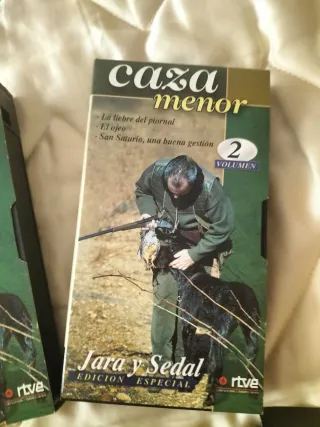 caza
menor
- La liebre del piornal
- El ojeo
- San Saturio, una buena gestión
2
VOLUMEN
Jara y Sedal
EDICION ESPECIAL
rtve
rtve